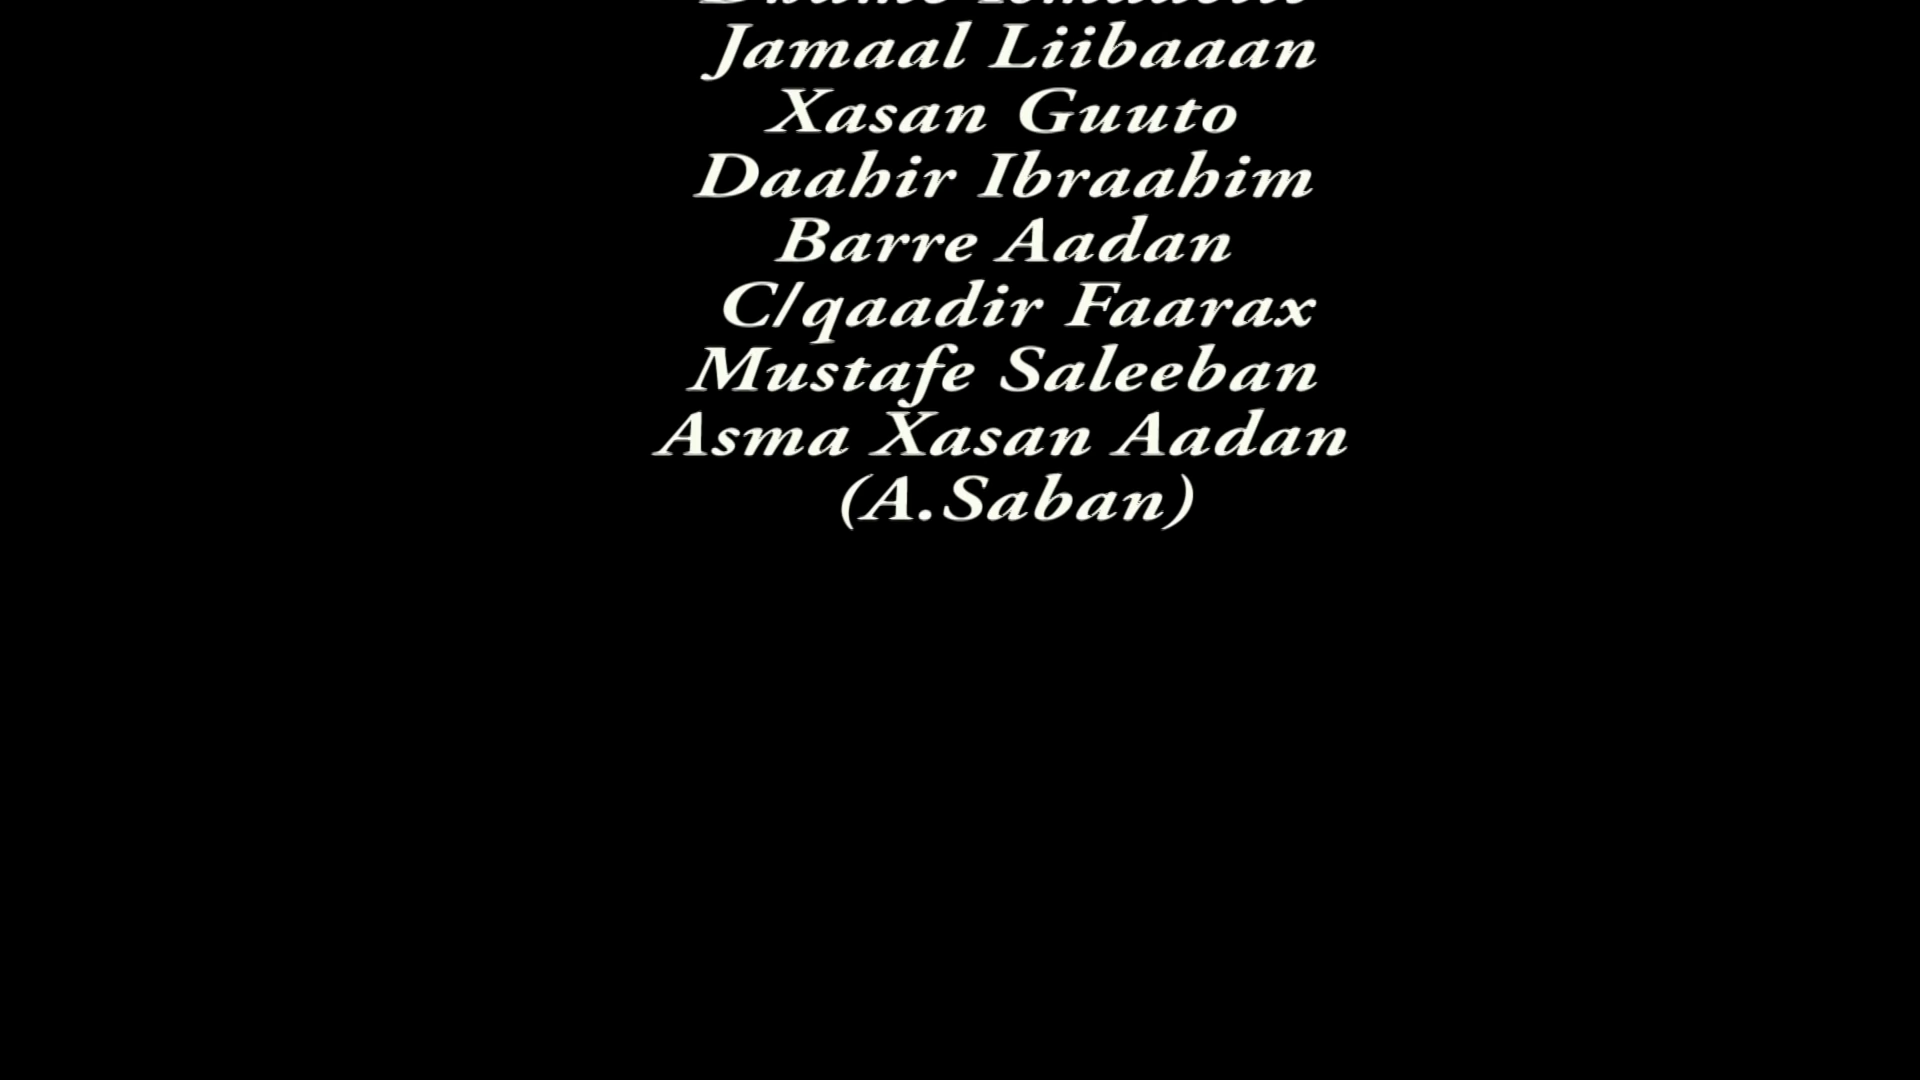 Jamaal Liibaaan
Xasan Guuto
Daahir Ibraahim
Barre Aadan
C/qaadir Faarax
Mustafe Saleeban
Asma Xasan Aadan
(A.Saban)